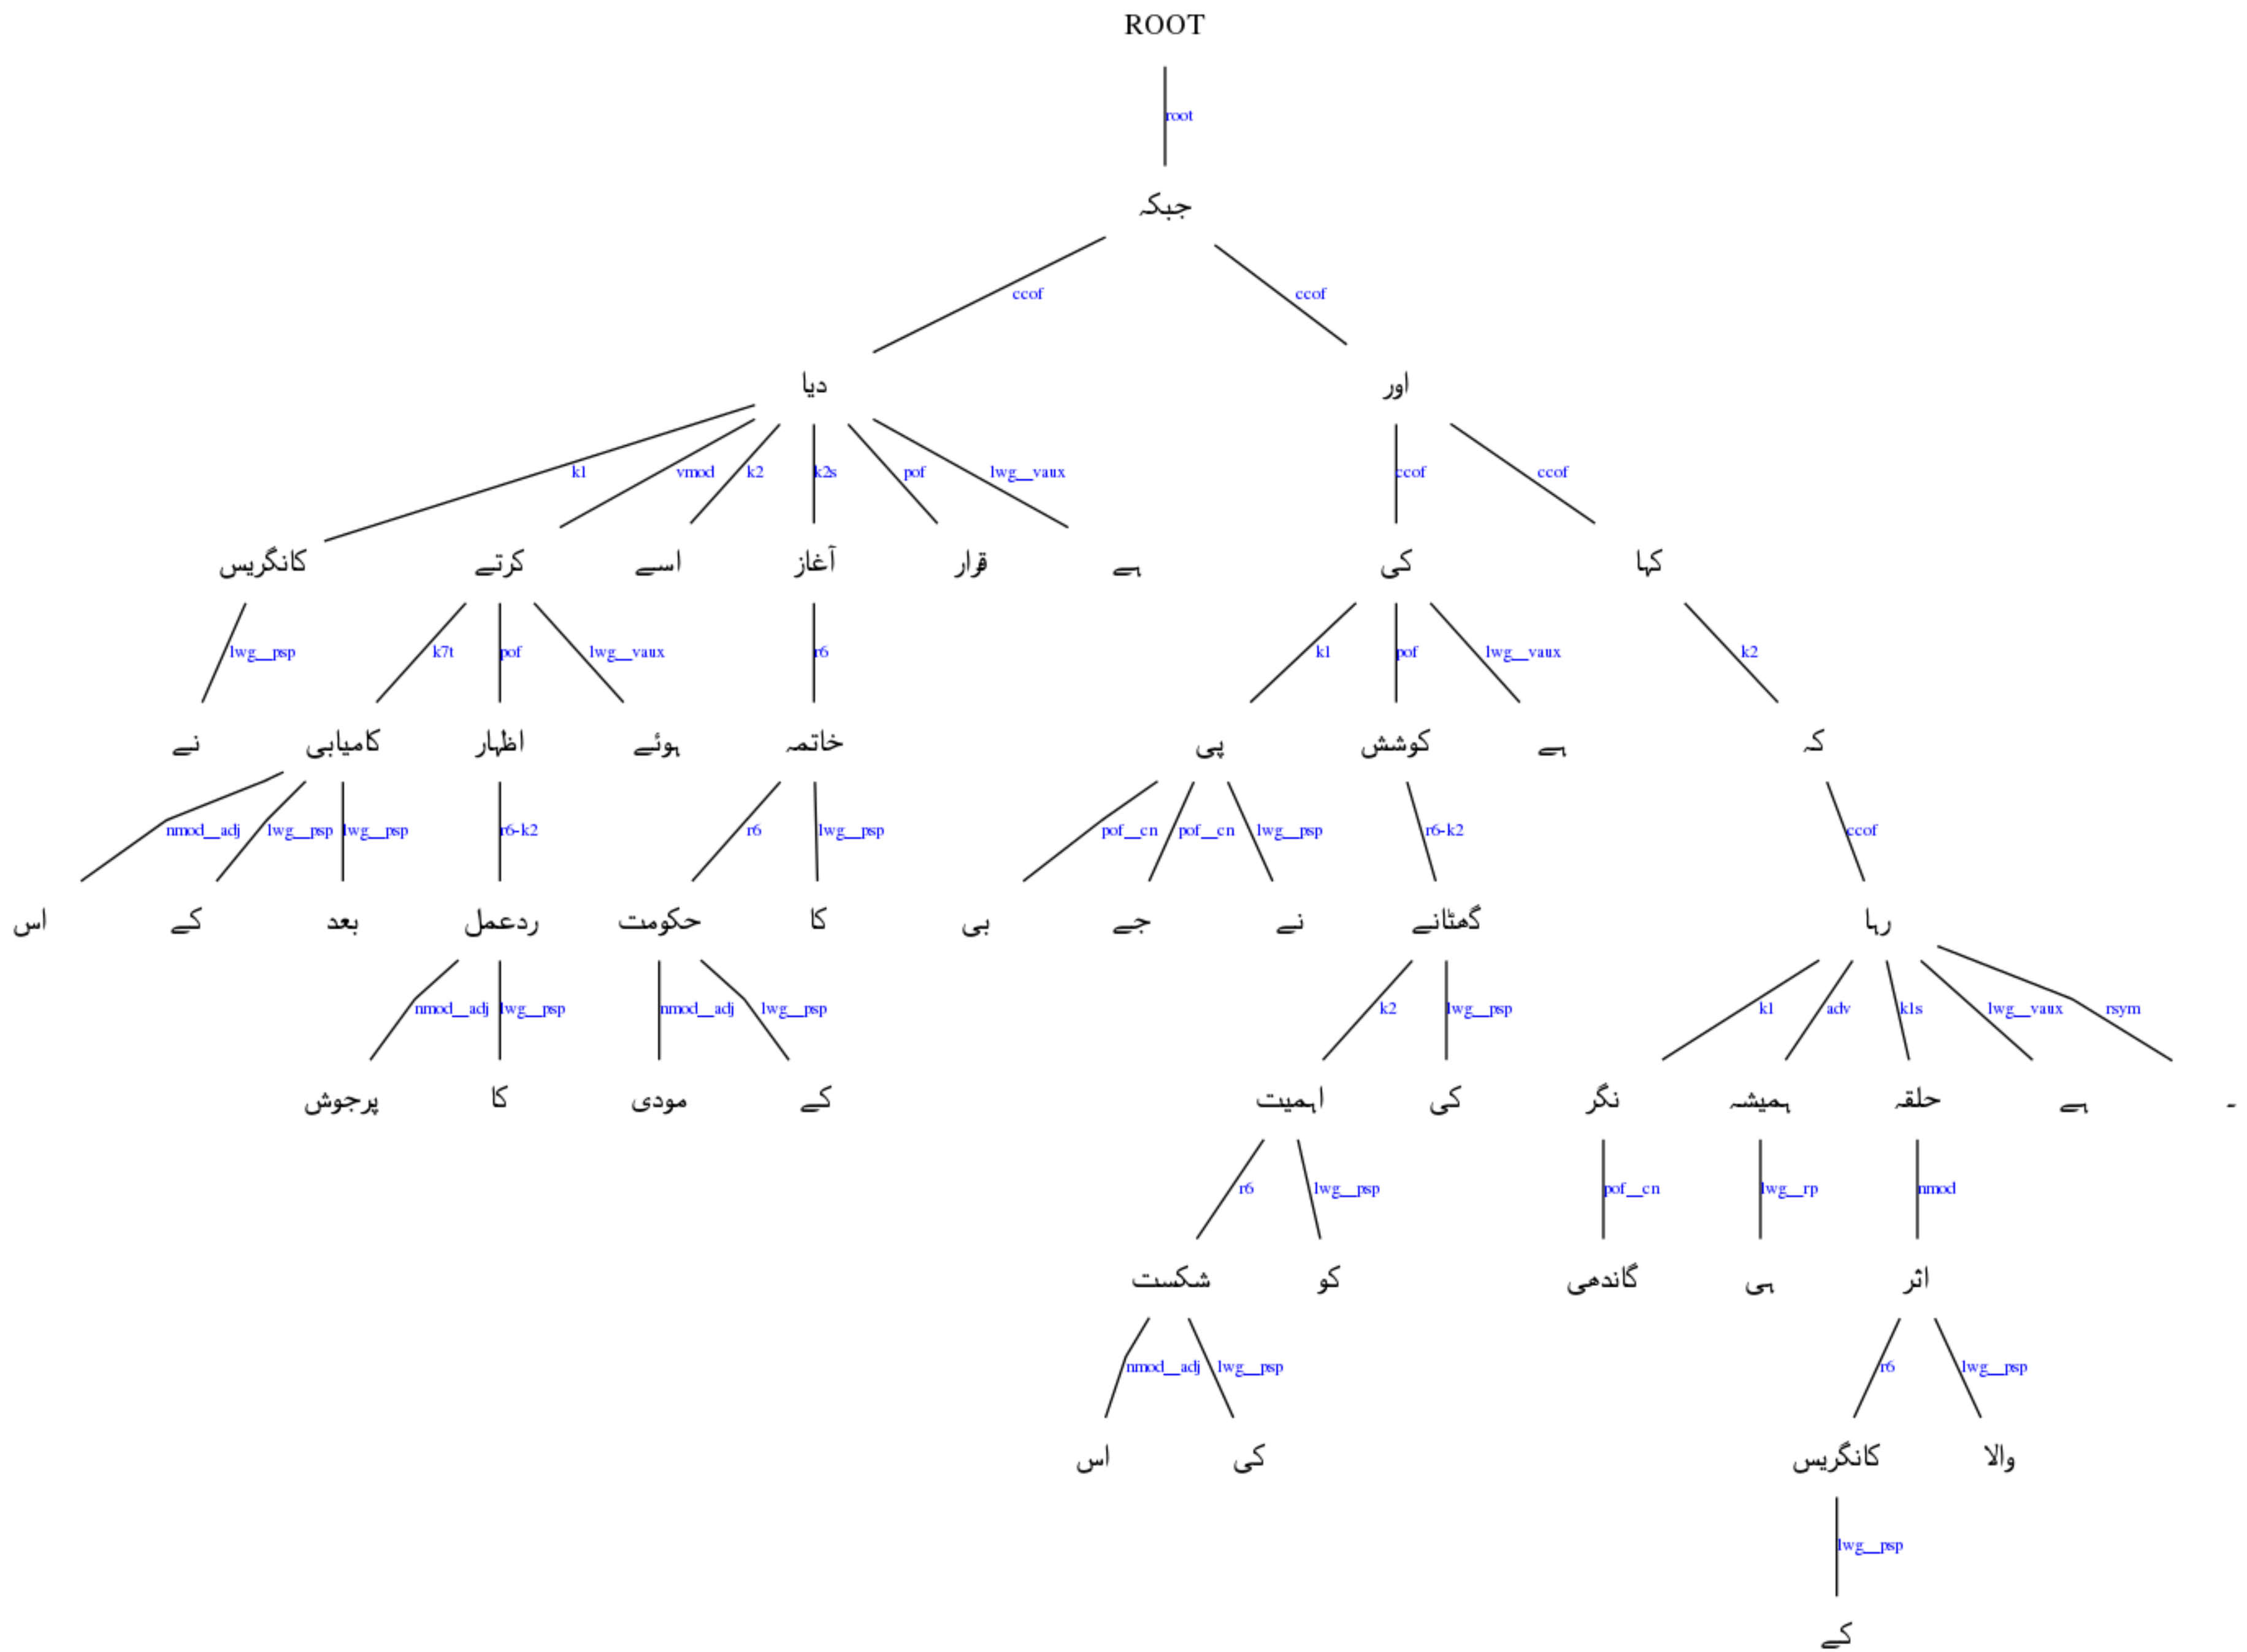 ROOT
root
جبکہ
ccof ccof
دیا اور
k1 vmod k2 k2s pof lwg__vaux ccof ccof
کانگریس کرتے اسے آغاز قرار ہے کی کہا
lwg__psp k7t pof lwg__vaux r6 k1 pof lwg__vaux k2
نے کامیابی اظہار ہوئے خاتمہ پی کوشش ہے کہ
nmod__adj lwg__psp lwg__psp r6-k2 r6 lwg__psp pof__cn pof__cn lwg__psp r6-k2 ccof
اس کے بعد ردعمل حکومت کا بی جے نے گھٹانے رہا
nmod__adj lwg__psp nmod__adj lwg__psp k2 lwg__psp k1 adv k1s lwg__vaux rsym
پرجوش کا مودی کے اہمیت کی نگر ہمیشہ حلقہ ہے ۔
r6 lwg__psp pof__cn lwg__rp nmod
شکست کو گاندھی ہی اثر
nmod__adj lwg__psp r6 lwg__psp
اس کی کانگریس والا
lwg__psp
کے